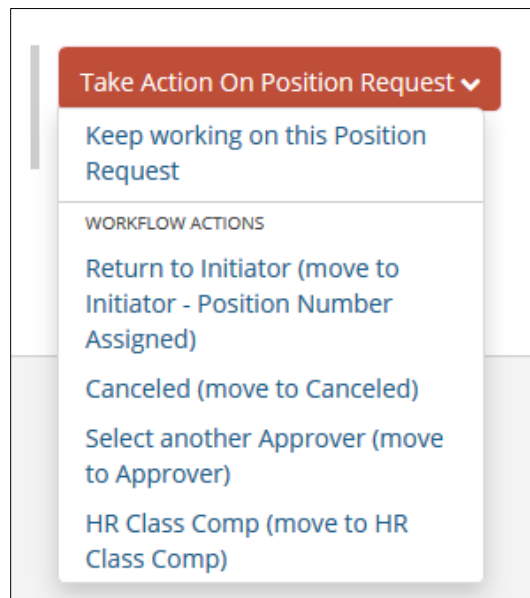 Take Action On Position Request
Keep working on this Position
Request
WORKFLOW ACTIONS
Return to Initiator (move to
Initiator - Position Number
Assigned)
Canceled (move to Canceled)
Select another Approver (move
to Approver)
HR Class Comp (move to HR
Class Comp)